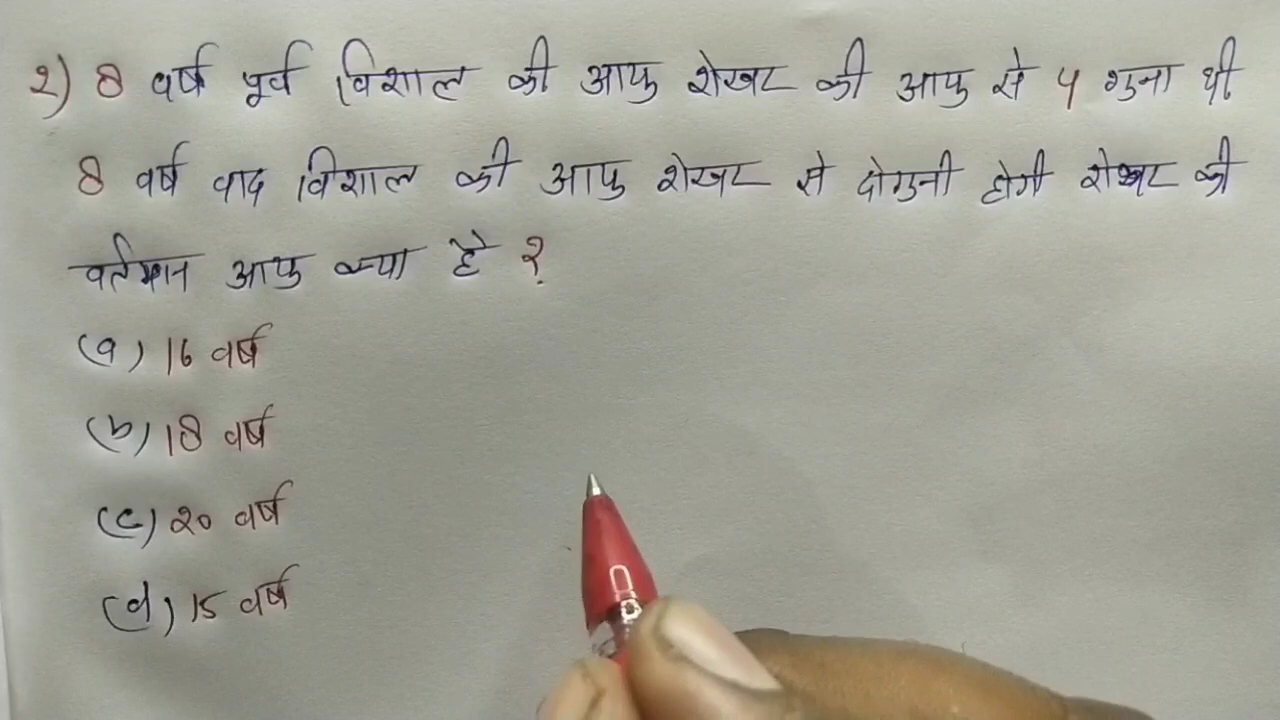 २) 8 वर्ष पूर्व विशाल की आयु शेखर की आयु से 4 गुना थी
8 वर्ष वाद विशाल की आयु शेखर से दोगुनी होगी शेखर की
वर्तमान आयु क्या है ?
(a) 16 वर्ष
(b) 18 वर्ष
(c) 20 वर्ष
(d) 15 वर्ष